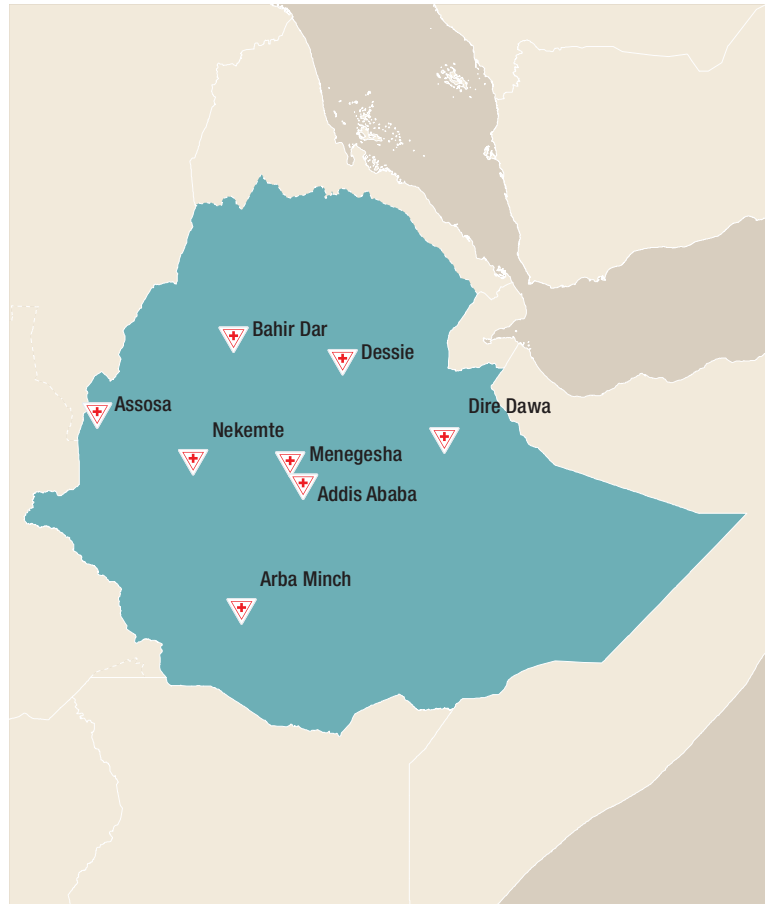 Bahir Dar
Dessie
Assosa
Dire Dawa
Nekemte
Menegesha
Addis Ababa
Arba Minch